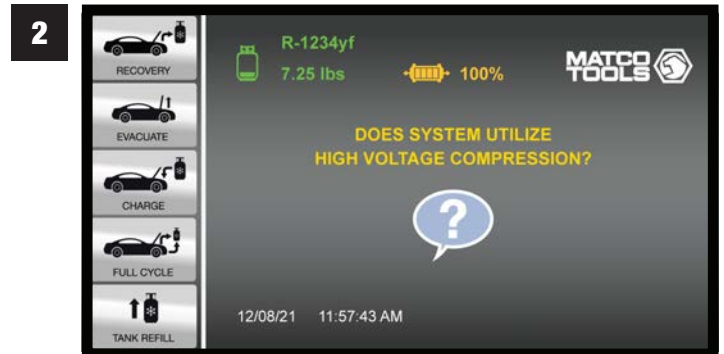 2
RECOVERY
EVACUATE
CHARGE
FULL CYCLE
TANK REFILL
R-1234yf
7.25 lbs
100%
MATCO
TOOLS
DOES SYSTEM UTILIZE
HIGH VOLTAGE COMPRESSION?
?
12/08/21 11:57:43 AM